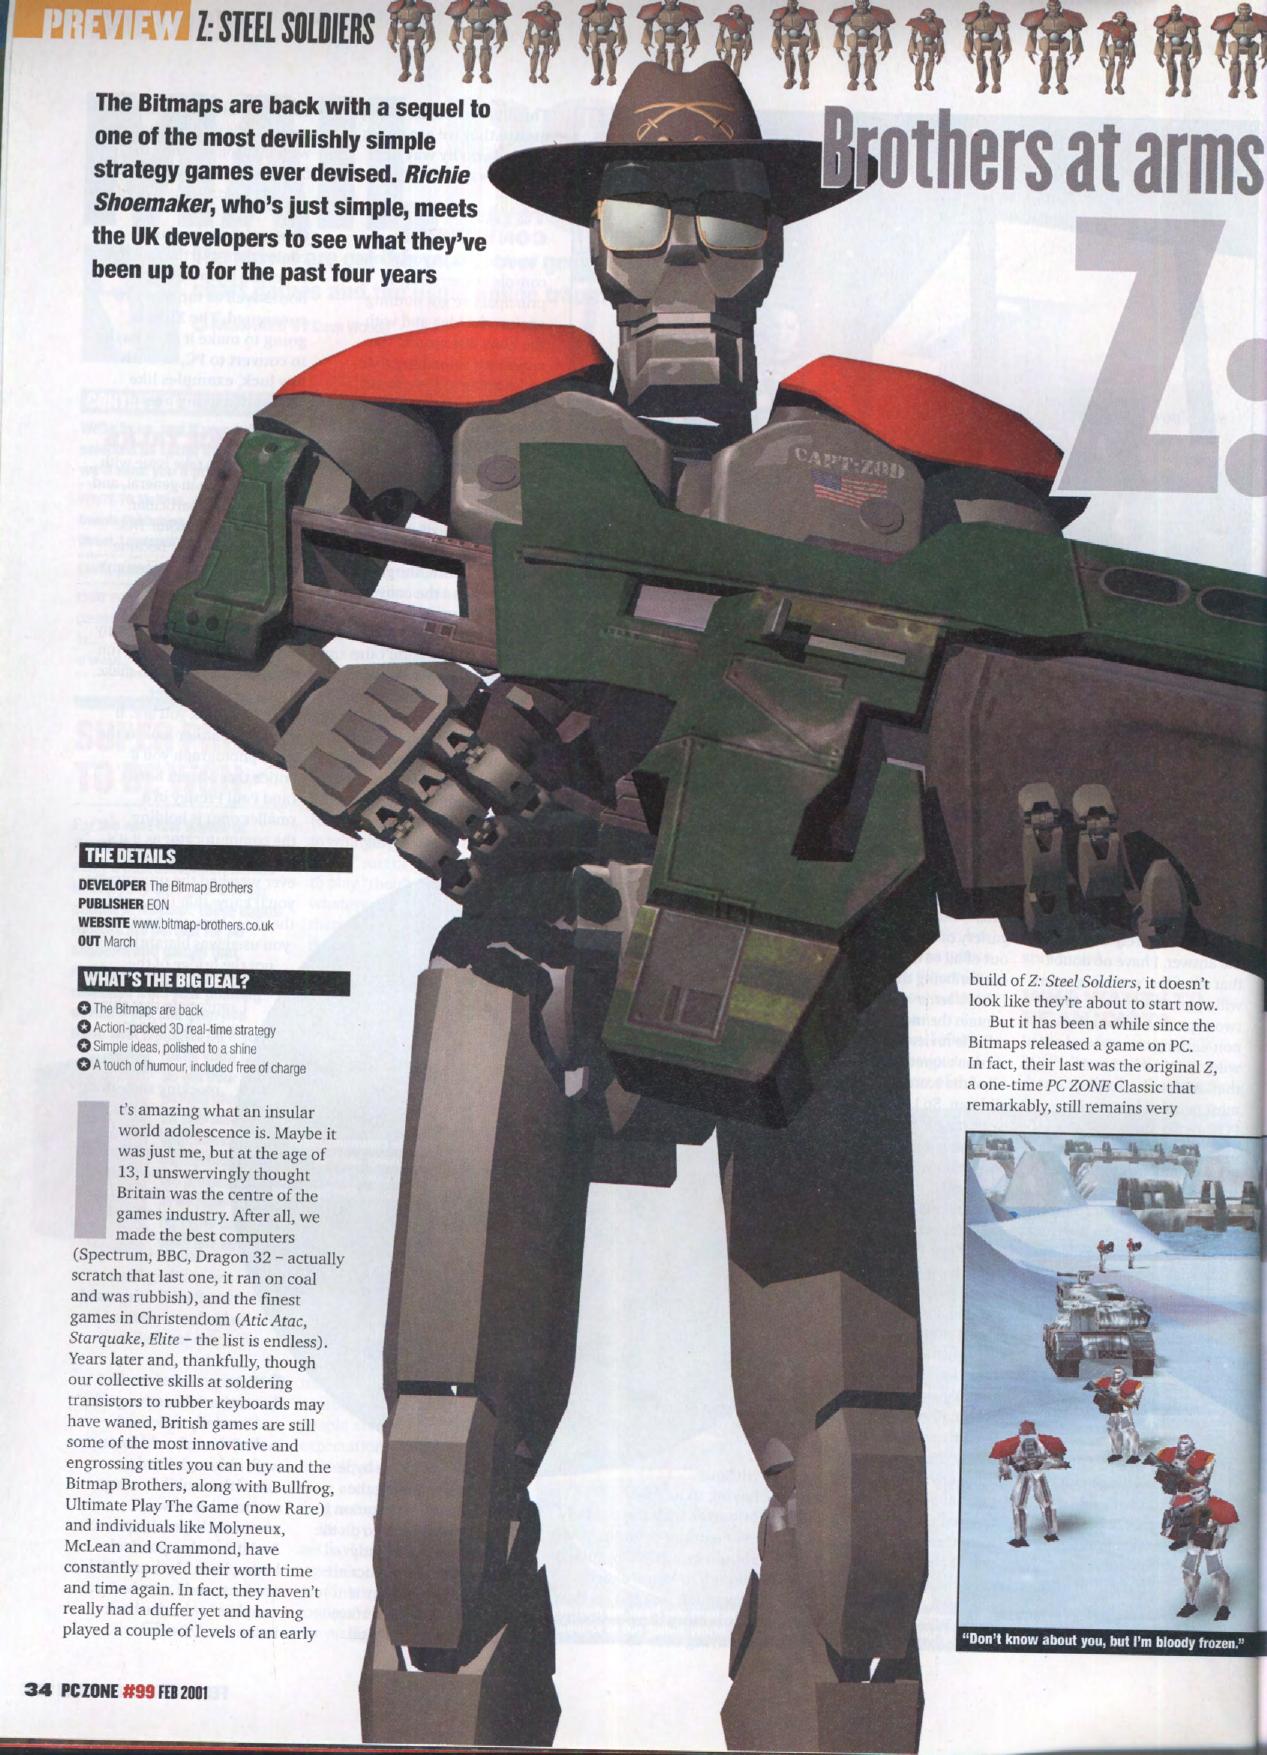 PREVIEW Z: STEEL SOLDIERS
The Bitmaps are back with a sequel to
one of the most devilishly simple
strategy games ever devised. Richie
Shoemaker, who's just simple, meets
the UK developers to see what they've
been up to for the past four years
Brothers at arms
Z:
CAPT:ZOD
THE DETAILS
DEVELOPER The Bitmap Brothers
PUBLISHER EON
WEBSITE www.bitmap-brothers.co.uk
OUT March
WHAT'S THE BIG DEAL?
The Bitmaps are back
Action-packed 3D real-time strategy
Simple ideas, polished to a shine
A touch of humour, included free of charge
It's amazing what an insular
world adolescence is. Maybe it
was just me, but at the age of
13, I unswervingly thought
Britain was the centre of the
games industry. After all, we
made the best computers
(Spectrum, BBC, Dragon 32 – actually
scratch that last one, it ran on coal
and was rubbish), and the finest
games in Christendom (Atic Atac,
Starquake, Elite – the list is endless).
Years later and, thankfully, though
our collective skills at soldering
transistors to rubber keyboards may
have waned, British games are still
some of the most innovative and
engrossing titles you can buy and the
Bitmap Brothers, along with Bullfrog,
Ultimate Play The Game (now Rare)
and individuals like Molyneux,
McLean and Crammond, have
constantly proved their worth time
and time again. In fact, they haven't
really had a duffer yet and having
played a couple of levels of an early
build of Z: Steel Soldiers, it doesn't
look like they're about to start now.
But it has been a while since the
Bitmaps released a game on PC.
In fact, their last was the original Z,
a one-time PC ZONE Classic that
remarkably, still remains very
"Don't know about you, but I'm bloody frozen."
34 PCZONE #99 FEB 2001